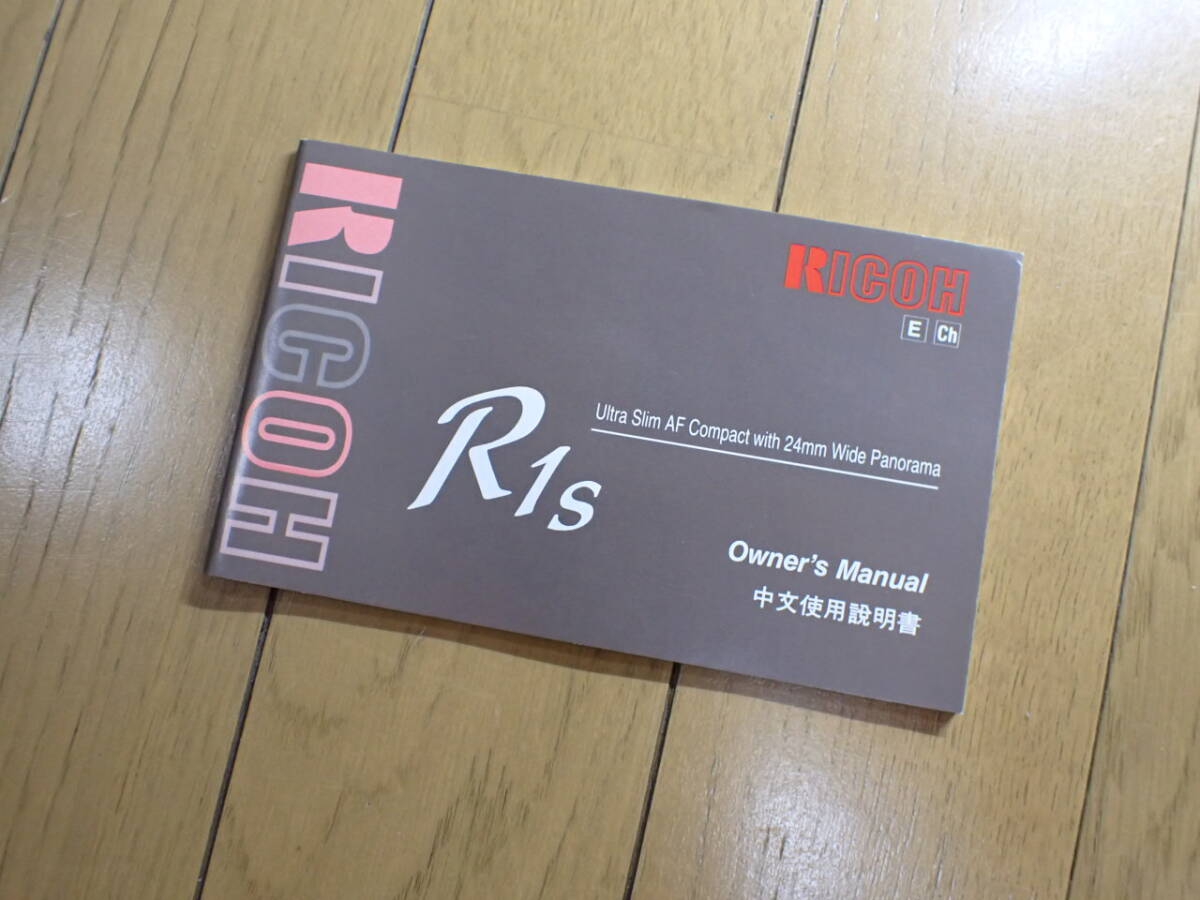 RICOH
RICOH
E Ch
Ultra Slim AF Compact with 24mm Wide Panorama
R1s
Owner's Manual
中文使用說明書